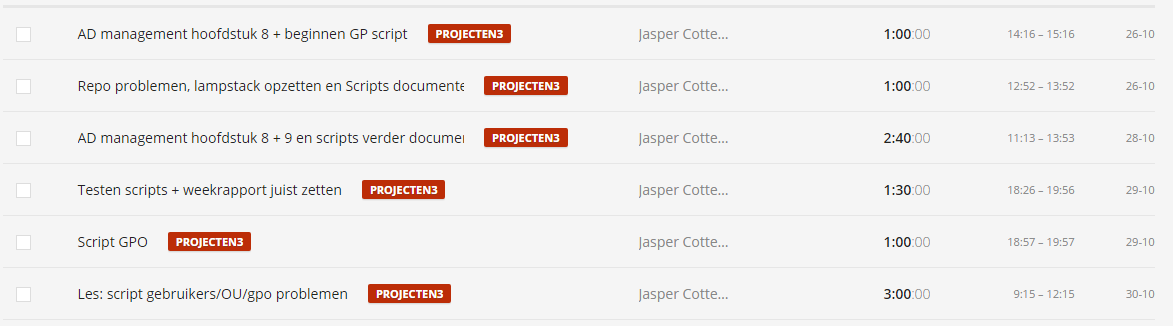 AD management hoofdstuk 8 + beginnen GP script PROJECTEN3 Jasper Cotte... 1:00:00 14:16 – 15:16 26-10
Repo problemen, lampstack opzetten en Scripts documente PROJECTEN3 Jasper Cotte... 1:00:00 12:52 – 13:52 26-10
AD management hoofdstuk 8 + 9 en scripts verder documen PROJECTEN3 Jasper Cotte... 2:40:00 11:13 – 13:53 28-10
Testen scripts + weekrapport juist zetten PROJECTEN3 Jasper Cotte... 1:30:00 18:26 – 19:56 29-10
Script GPO PROJECTEN3 Jasper Cotte... 1:00:00 18:57 – 19:57 29-10
Les: script gebruikers/OU/gpo problemen PROJECTEN3 Jasper Cotte... 3:00:00 9:15 – 12:15 30-10